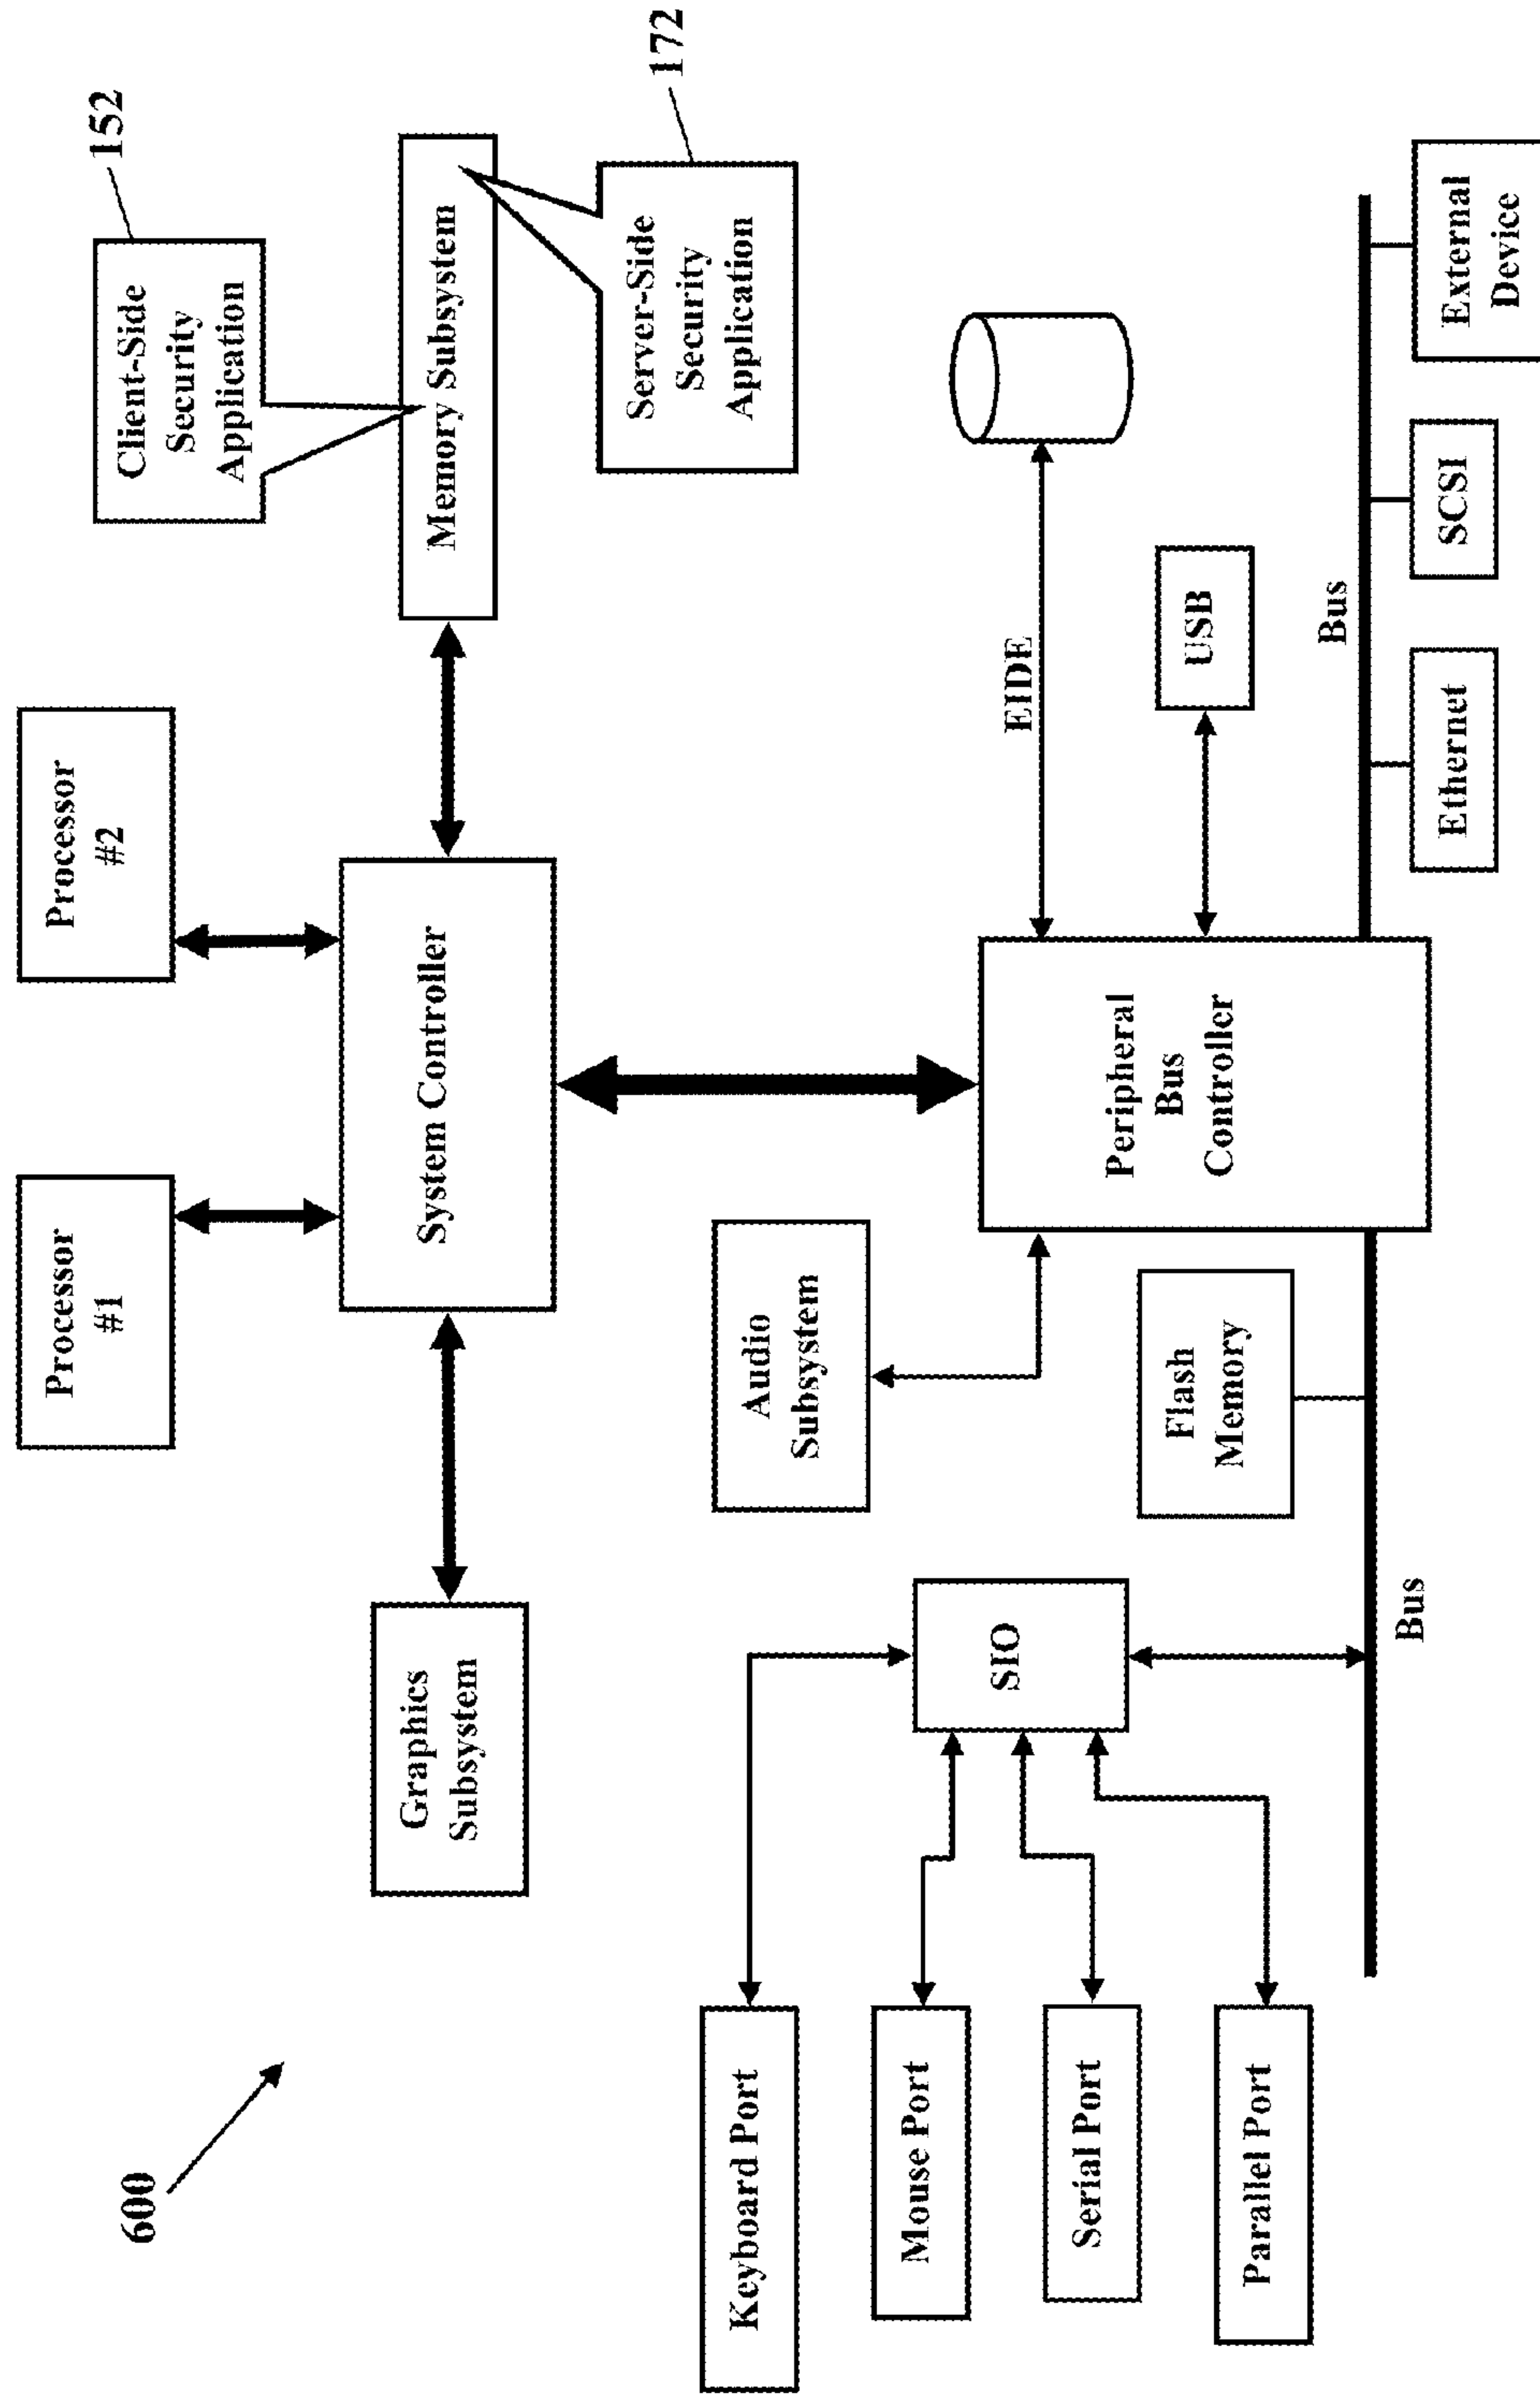 600
Processor
#1
Processor
#2
Client-Side
Security
Application
152
Graphics
Subsystem
System Controller
Memory Subsystem
Server-Side
Security
Application
172
Keyboard Port
Mouse Port
Serial Port
Parallel Port
SIO
Audio
Subsystem
Flash
Memory
Peripheral
Bus
Controller
EIDE
USB
Bus
Bus
Ethernet
SCSI
External
Device